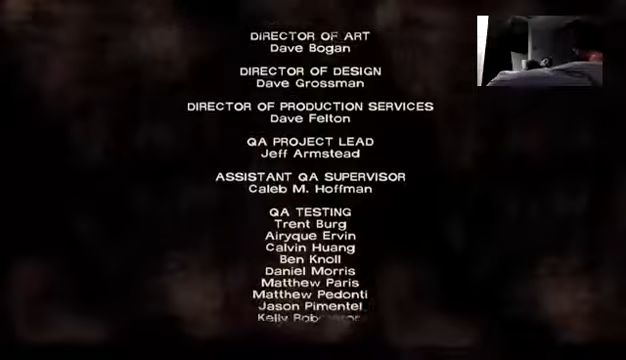 DIRECTOR OF ART
Dave Bogan
DIRECTOR OF DESIGN
Dave Grossman
DIRECTOR OF PRODUCTION SERVICES
Dave Felton
QA PROJECT LEAD
Jeff Armstead
ASSISTANT QA SUPERVISOR
Caleb M. Hoffman
QA TESTING
Trent Burg
Airyque Ervin
Calvin Huang
Ben Knoll
Daniel Morris
Matthew Paris
Matthew Pedonti
Jason Pimentel
Kelly